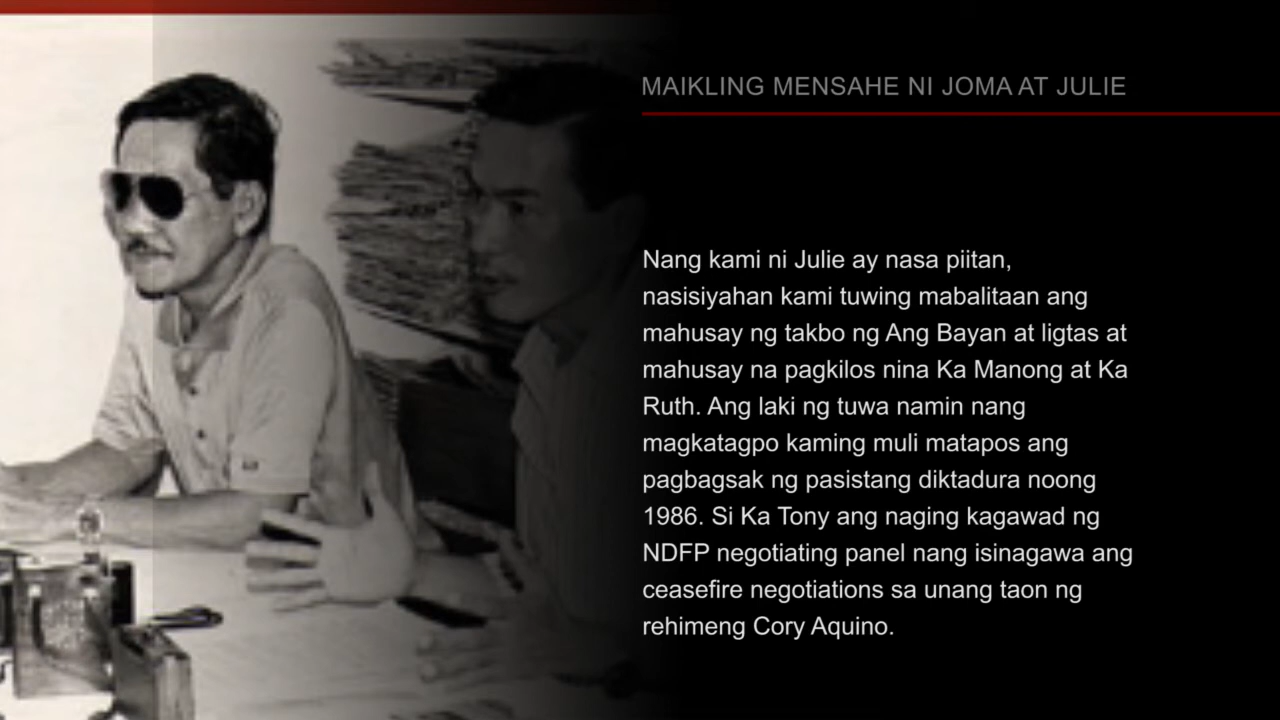 MAIKLING MENSAHE NI JOMA AT JULIE
Nang kami ni Julie ay nasa piitan,
nasisiyahan kami tuwing mabalitaan ang
mahusay ng takbo ng Ang Bayan at ligtas at
mahusay na pagkilos nina Ka Manong at Ka
Ruth. Ang laki ng tuwa namin nang
magkatagpo kaming muli matapos ang
pagbagsak ng pasistang diktadura noong
1986. Si Ka Tony ang naging kagawad ng
NDFP negotiating panel nang isinagawa ang
ceasefire negotiations sa unang taon ng
rehimeng Cory Aquino.